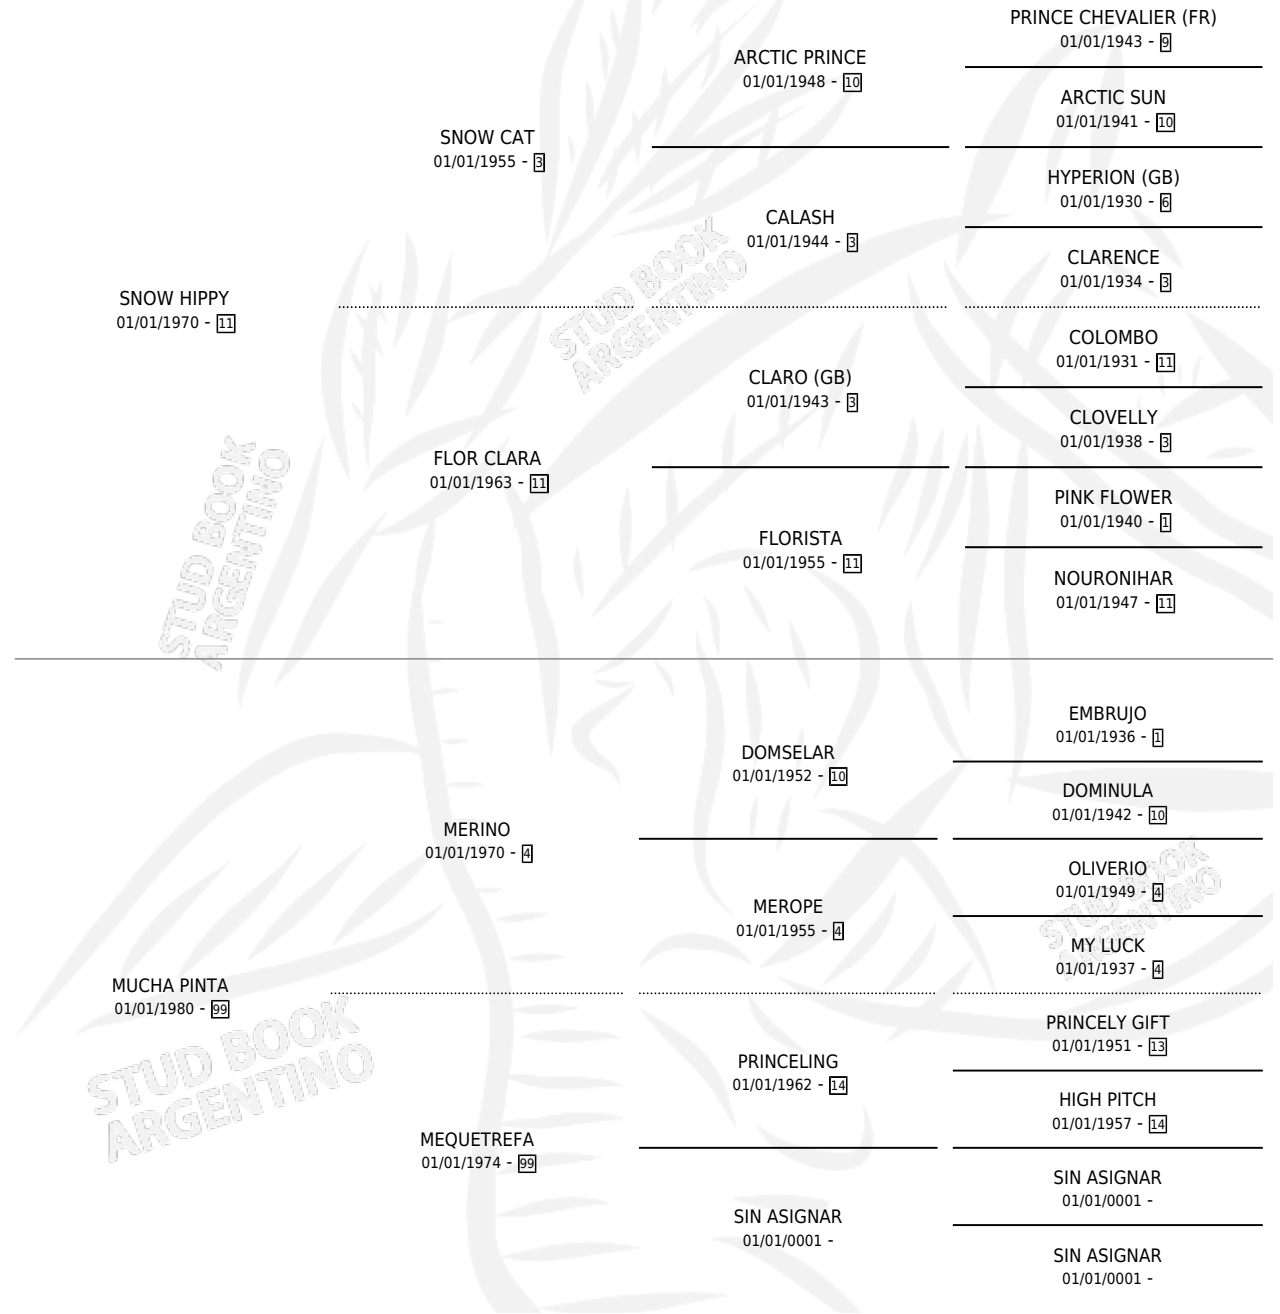 PRINCE CHEVALIER (FR)
01/01/1943 - 9
ARCTIC PRINCE
01/01/1948 - 10
ARCTIC SUN
01/01/1941 - 10
SNOW CAT
01/01/1955 - 3
HYPERION (GB)
01/01/1930 - 6
CALASH
01/01/1944 - 3
CLARENCE
01/01/1934 - 3
SNOW HIPPY
01/01/1970 - 11
STUD BOOK
ARGENTINO
COLOMBO
01/01/1931 - 11
CLARO (GB)
01/01/1943 - 3
CLOVELLY
01/01/1938 - 3
FLOR CLARA
01/01/1963 - 11
PINK FLOWER
01/01/1940 - 1
FLORISTA
01/01/1955 - 11
NOURONIHAR
01/01/1947 - 11
STUD BOOK
ARGENTINO
EMBRUJO
01/01/1936 - 1
DOMSELAR
01/01/1952 - 10
DOMINULA
01/01/1942 - 10
MERINO
01/01/1970 - 4
OLIVERIO
01/01/1949 - 4
MEROPE
01/01/1955 - 4
MY LUCK
01/01/1937 - 4
STUD BOOK
ARGENTINO
MUCHA PINTA
01/01/1980 - 99
PRINCELY GIFT
01/01/1951 - 13
PRINCELING
01/01/1962 - 14
HIGH PITCH
01/01/1957 - 14
STUD BOOK
ARGENTINO
MEQUETREFA
01/01/1974 - 99
SIN ASIGNAR
01/01/0001 -
SIN ASIGNAR
01/01/0001 -
SIN ASIGNAR
01/01/0001 -